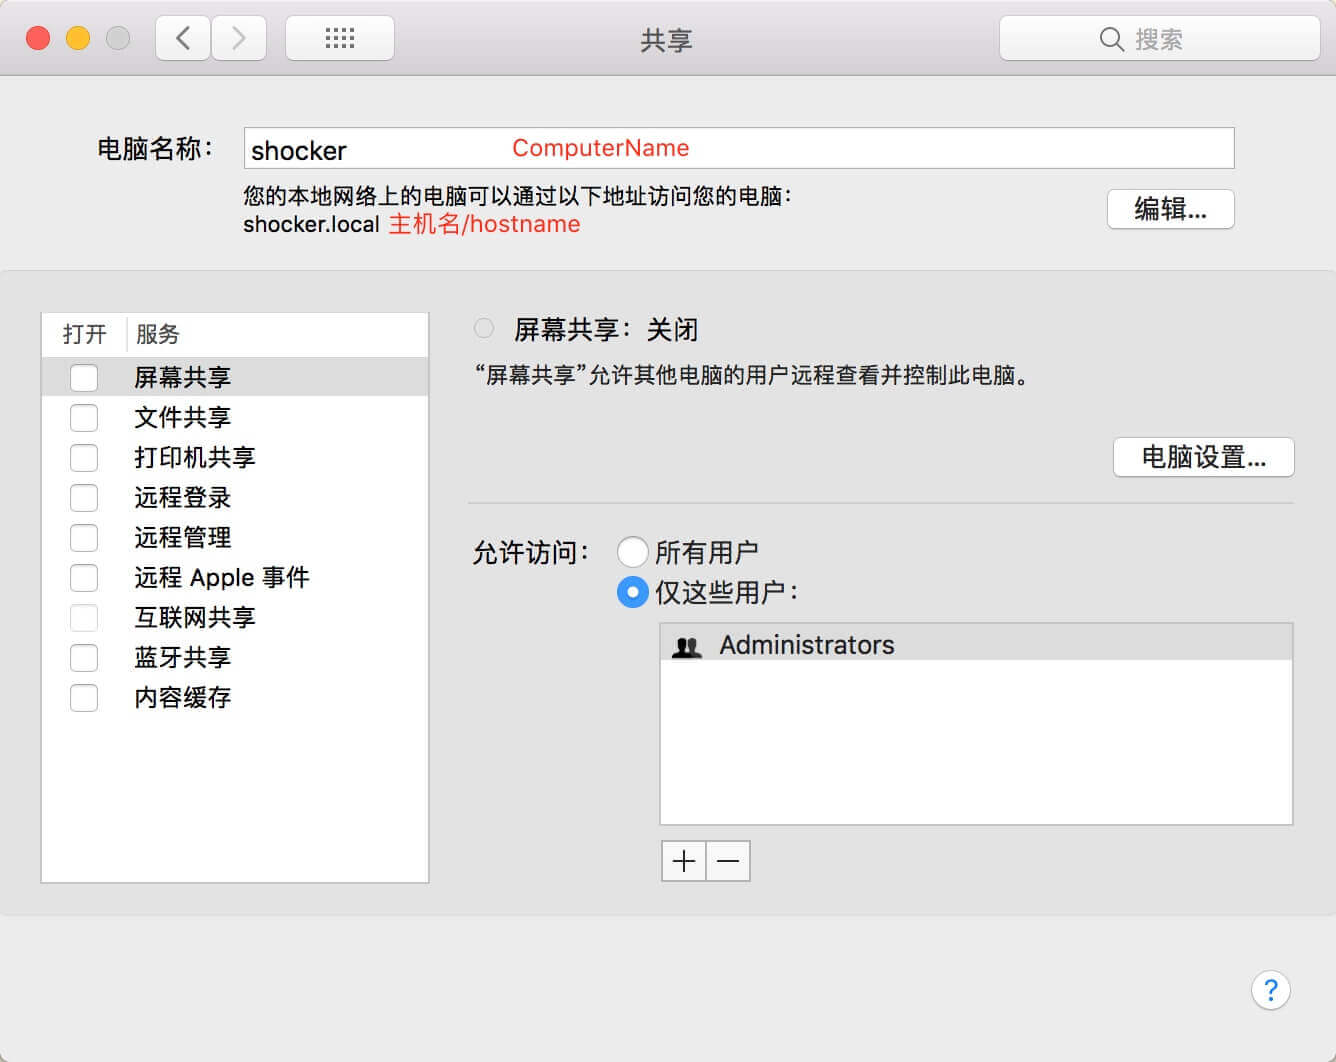 共享
搜索
电脑名称：
shocker
ComputerName
您的本地网络上的电脑可以通过以下地址访问您的电脑：
shocker.local 主机名/hostname
编辑...
打开 服务
屏幕共享
文件共享
打印机共享
远程登录
远程管理
远程 Apple 事件
互联网共享
蓝牙共享
内容缓存
屏幕共享：关闭
“屏幕共享”允许其他电脑的用户远程查看并控制此电脑。
电脑设置...
允许访问：
所有用户
仅这些用户：
Administrators
?